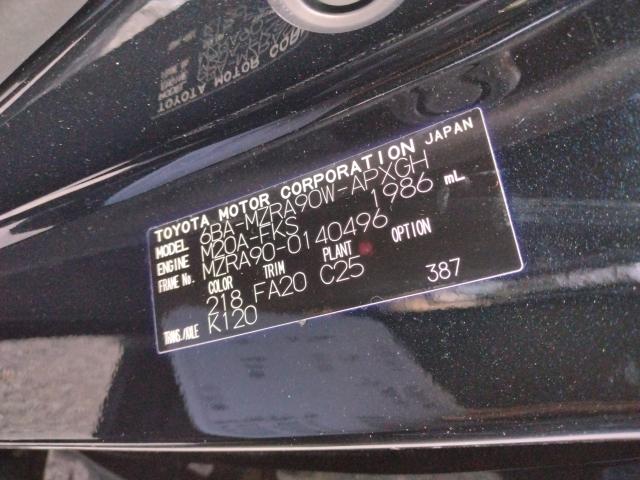 TOYOTA MOTOR CORPORATION JAPAN
MODEL 6BA-MZRA90W-APXGH
ENGINE M20A-FKS 1986 mL
FRAME No. MZRA90-0140496
COLOR TRIM PLANT OPTION
218 FA20 C25 387
TRANS./AXLE K120